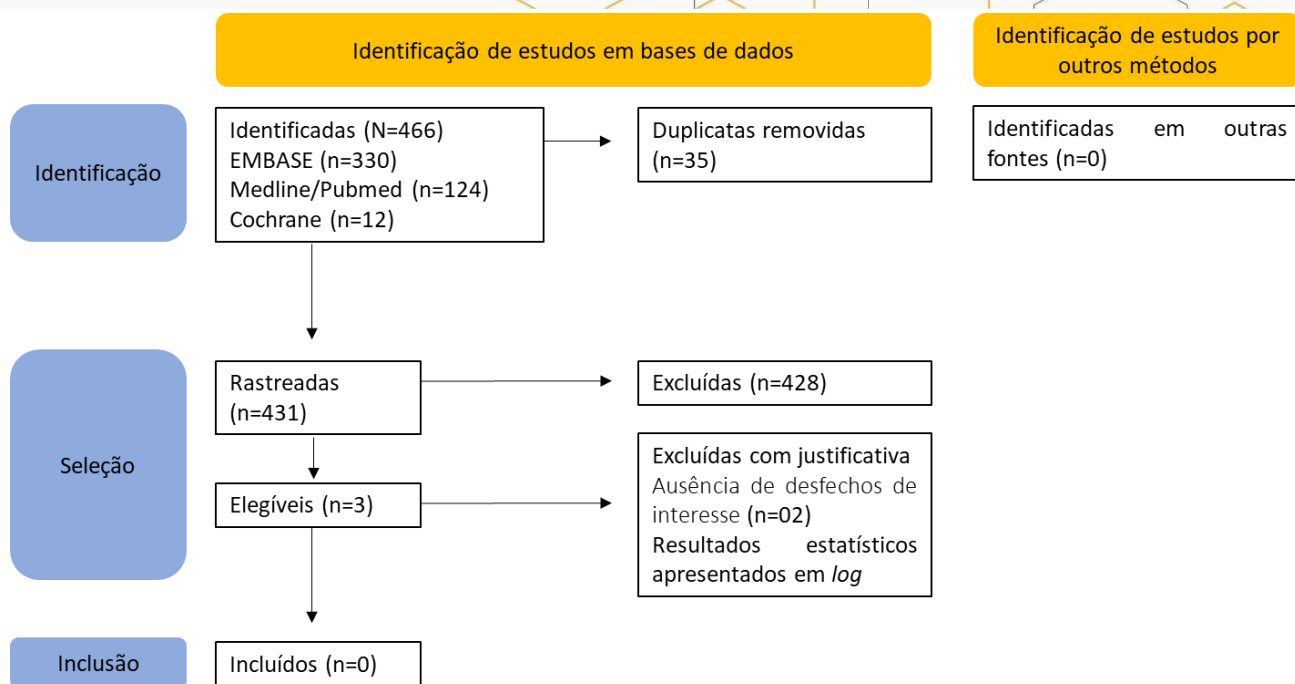 Identificação de estudos em bases de dados
Identificação de estudos por
outros métodos
Identificação
Identificadas (N=466)
EMBASE (n=330)
Medline/Pubmed (n=124)
Cochrane (n=12)
Duplicatas removidas
(n=35)
Identificadas em outras
fontes (n=0)
Seleção
Rastreadas
(n=431)
Excluídas (n=428)
Elegíveis (n=3)
Excluídas com justificativa
Ausência de desfechos de
interesse (n=02)
Resultados estatísticos
apresentados em log
Inclusão
Incluídos (n=0)